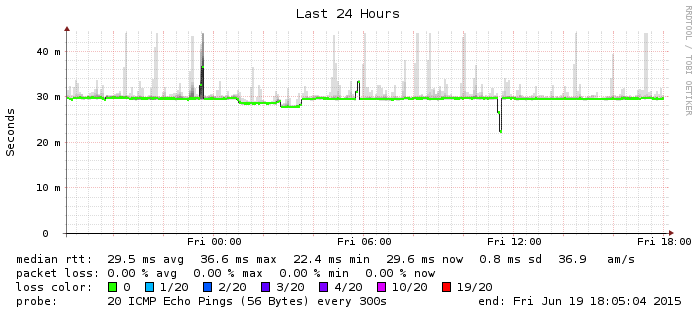 Last 24 Hours
RRDTOOL / TOBI OETIKER
Seconds
40 m
30 m
20 m
10 m
0
Fri 00:00 Fri 06:00 Fri 12:00 Fri 18:00
median rtt: 29.5 ms avg 36.6 ms max 22.4 ms min 29.6 ms now 0.8 ms sd 36.9 am/s
packet loss: 0.00 % avg 0.00 % max 0.00 % min 0.00 % now
loss color: 0 1/20 2/20 3/20 4/20 10/20 19/20
probe: 20 ICMP Echo Pings (56 Bytes) every 300s end: Fri Jun 19 18:05:04 2015